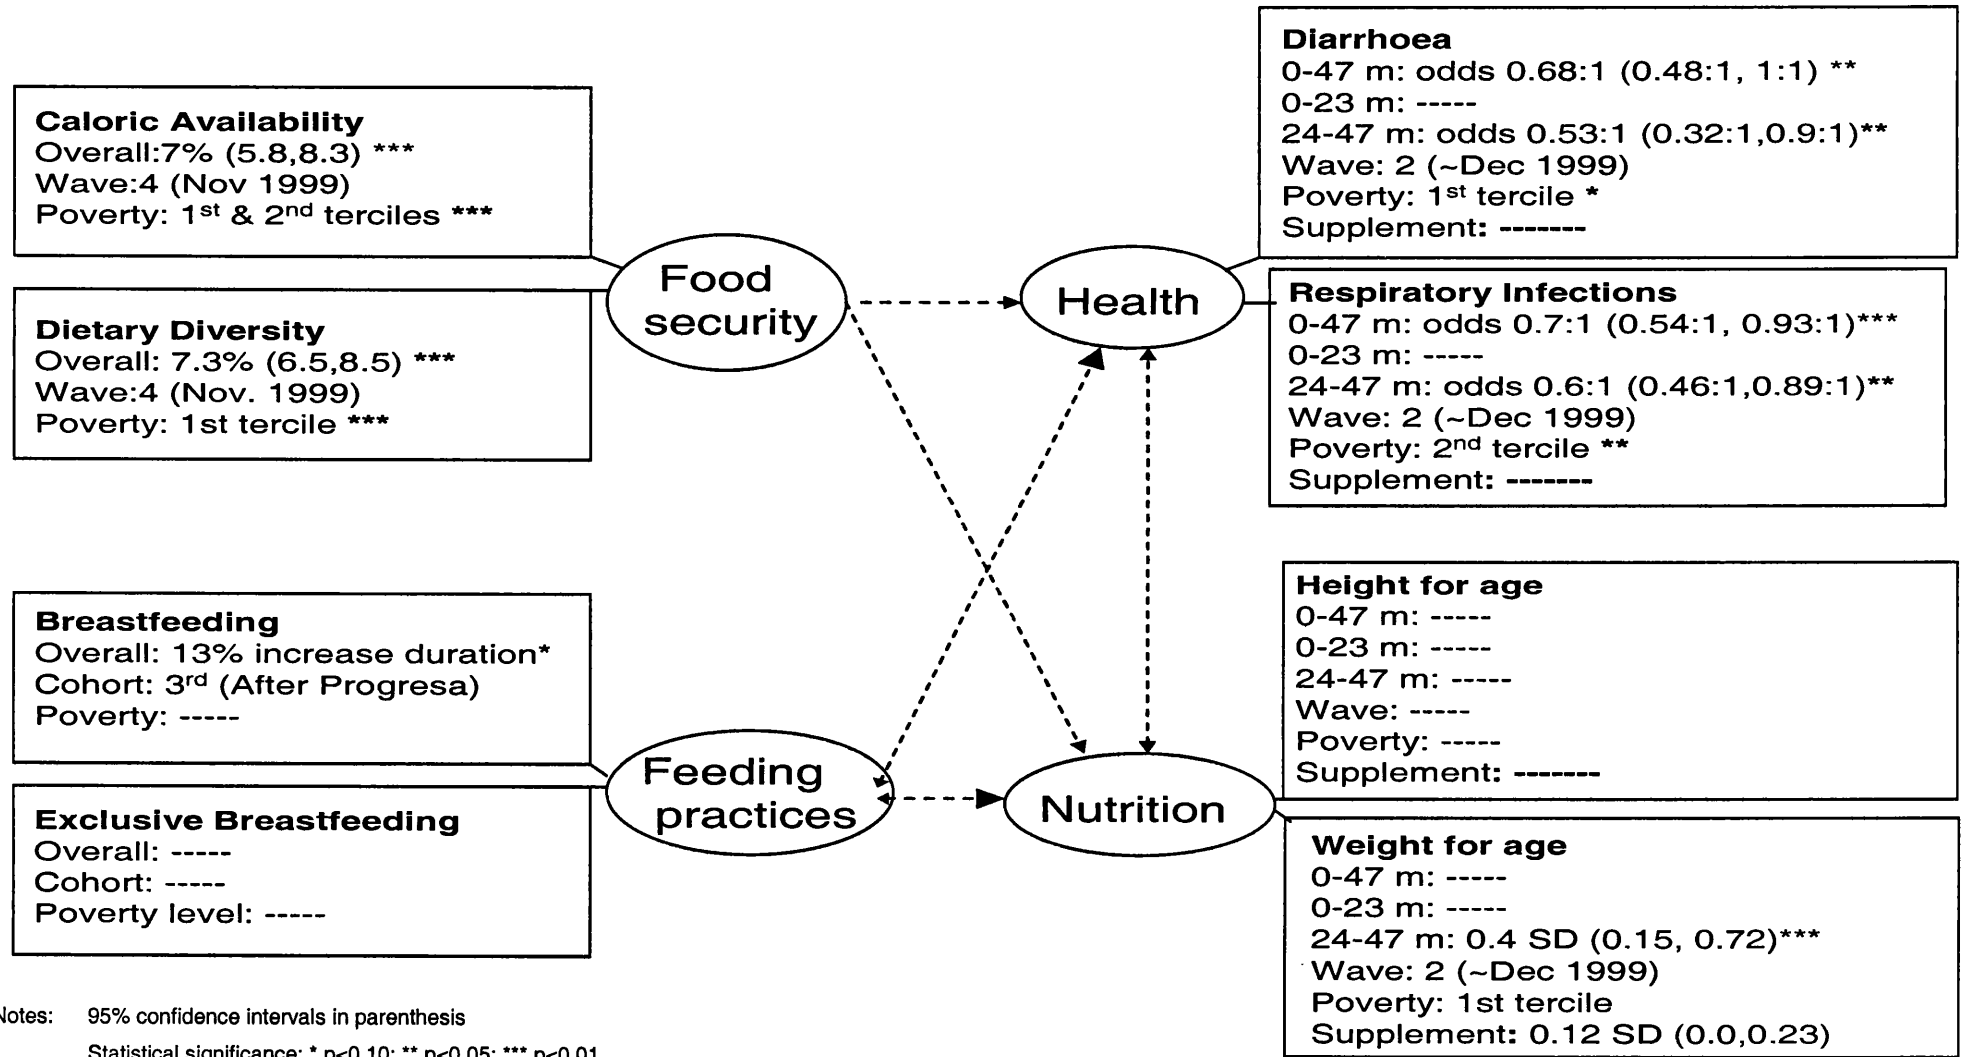 Caloric Availability
Overall:7% (5.8,8.3) ***
Wave:4 (Nov 1999)
Poverty: 1st & 2nd terciles ***
Dietary Diversity
Overall: 7.3% (6.5,8.5) ***
Wave:4 (Nov. 1999)
Poverty: 1st tercile ***
Food
security
Health
Diarrhoea
0-47 m: odds 0.68:1 (0.48:1, 1:1) **
0-23 m: -----
24-47 m: odds 0.53:1 (0.32:1,0.9:1)**
Wave: 2 (~Dec 1999)
Poverty: 1st tercile *
Supplement: -------
Respiratory Infections
0-47 m: odds 0.7:1 (0.54:1, 0.93:1)***
0-23 m: -----
24-47 m: odds 0.6:1 (0.46:1,0.89:1)**
Wave: 2 (~Dec 1999)
Poverty: 2nd tercile **
Supplement: -------
Breastfeeding
Overall: 13% increase duration*
Cohort: 3rd (After Progresa)
Poverty: -----
Exclusive Breastfeeding
Overall: -----
Cohort: -----
Poverty level: -----
Feeding
practices
Nutrition
Height for age
0-47 m: -----
0-23 m: -----
24-47 m: -----
Wave: -----
Poverty: -----
Supplement: -------
Weight for age
0-47 m: -----
0-23 m: -----
24-47 m: 0.4 SD (0.15, 0.72)***
Wave: 2 (~Dec 1999)
Poverty: 1st tercile
Supplement: 0.12 SD (0.0,0.23)
Notes: 95% confidence intervals in parenthesis
Statistical significance: * p<0.10; ** p<0.05; *** p<0.01